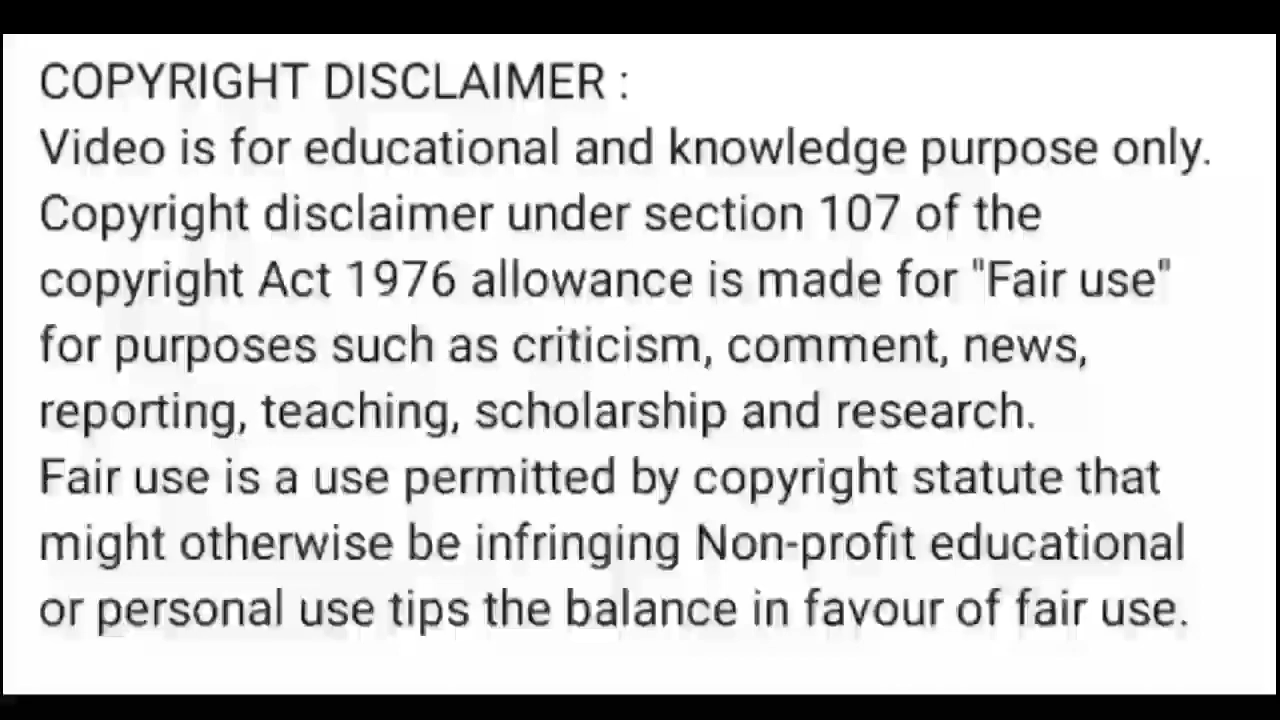 COPYRIGHT DISCLAIMER :
Video is for educational and knowledge purpose only.
Copyright disclaimer under section 107 of the
copyright Act 1976 allowance is made for "Fair use"
for purposes such as criticism, comment, news,
reporting, teaching, scholarship and research.
Fair use is a use permitted by copyright statute that
might otherwise be infringing Non-profit educational
or personal use tips the balance in favour of fair use.